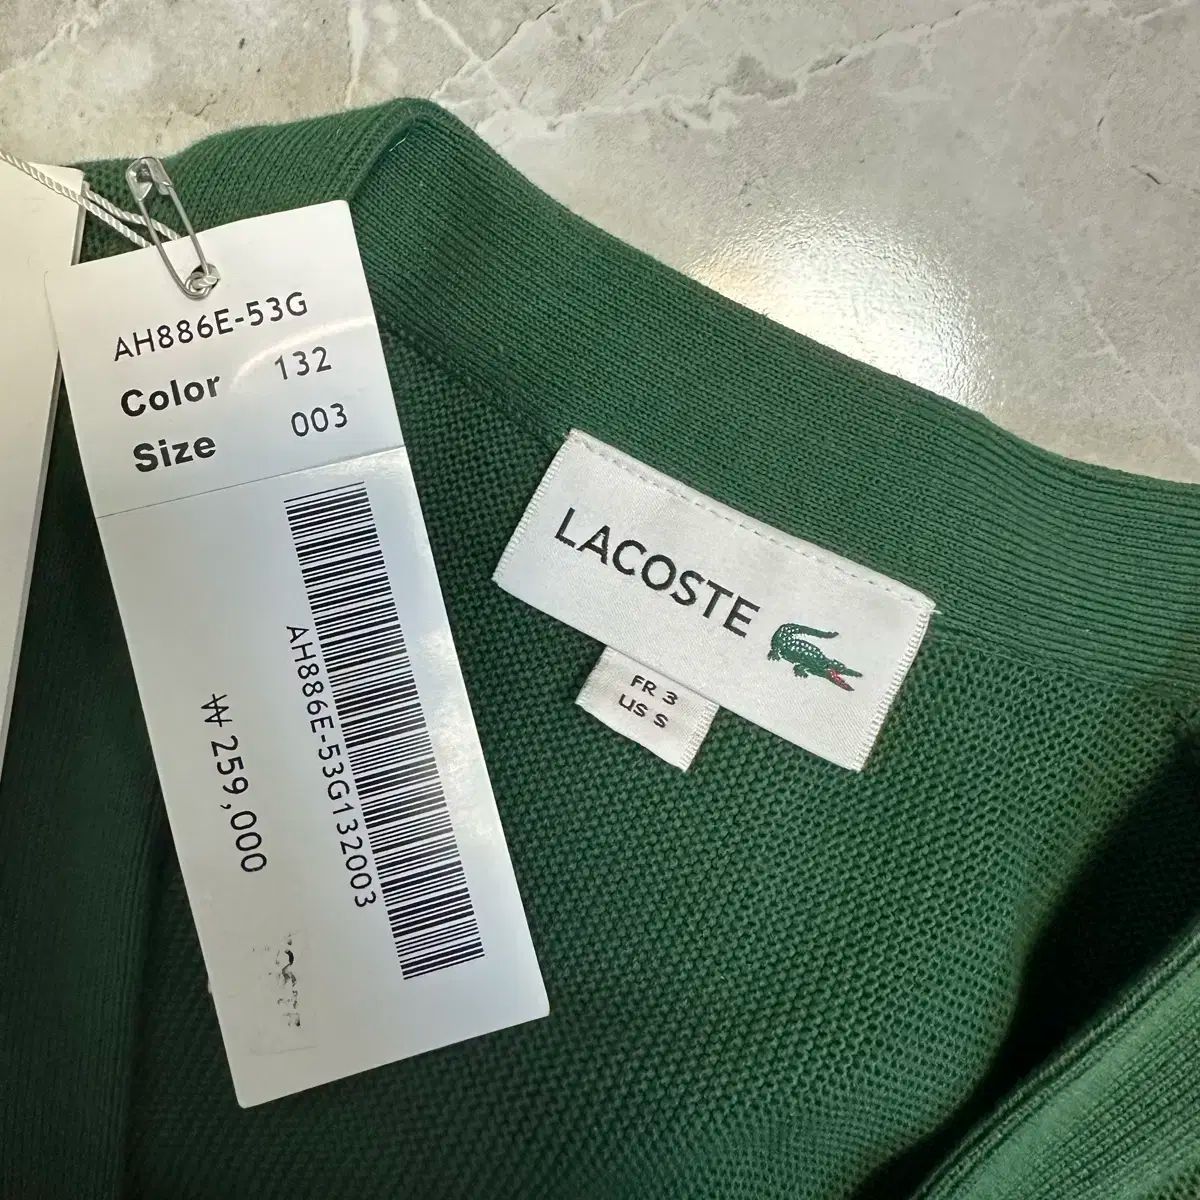 AH886E-53G
Color 132
Size 003
AH886E-53G132003
₩ 259,000
LACOSTE
FR 3
US S